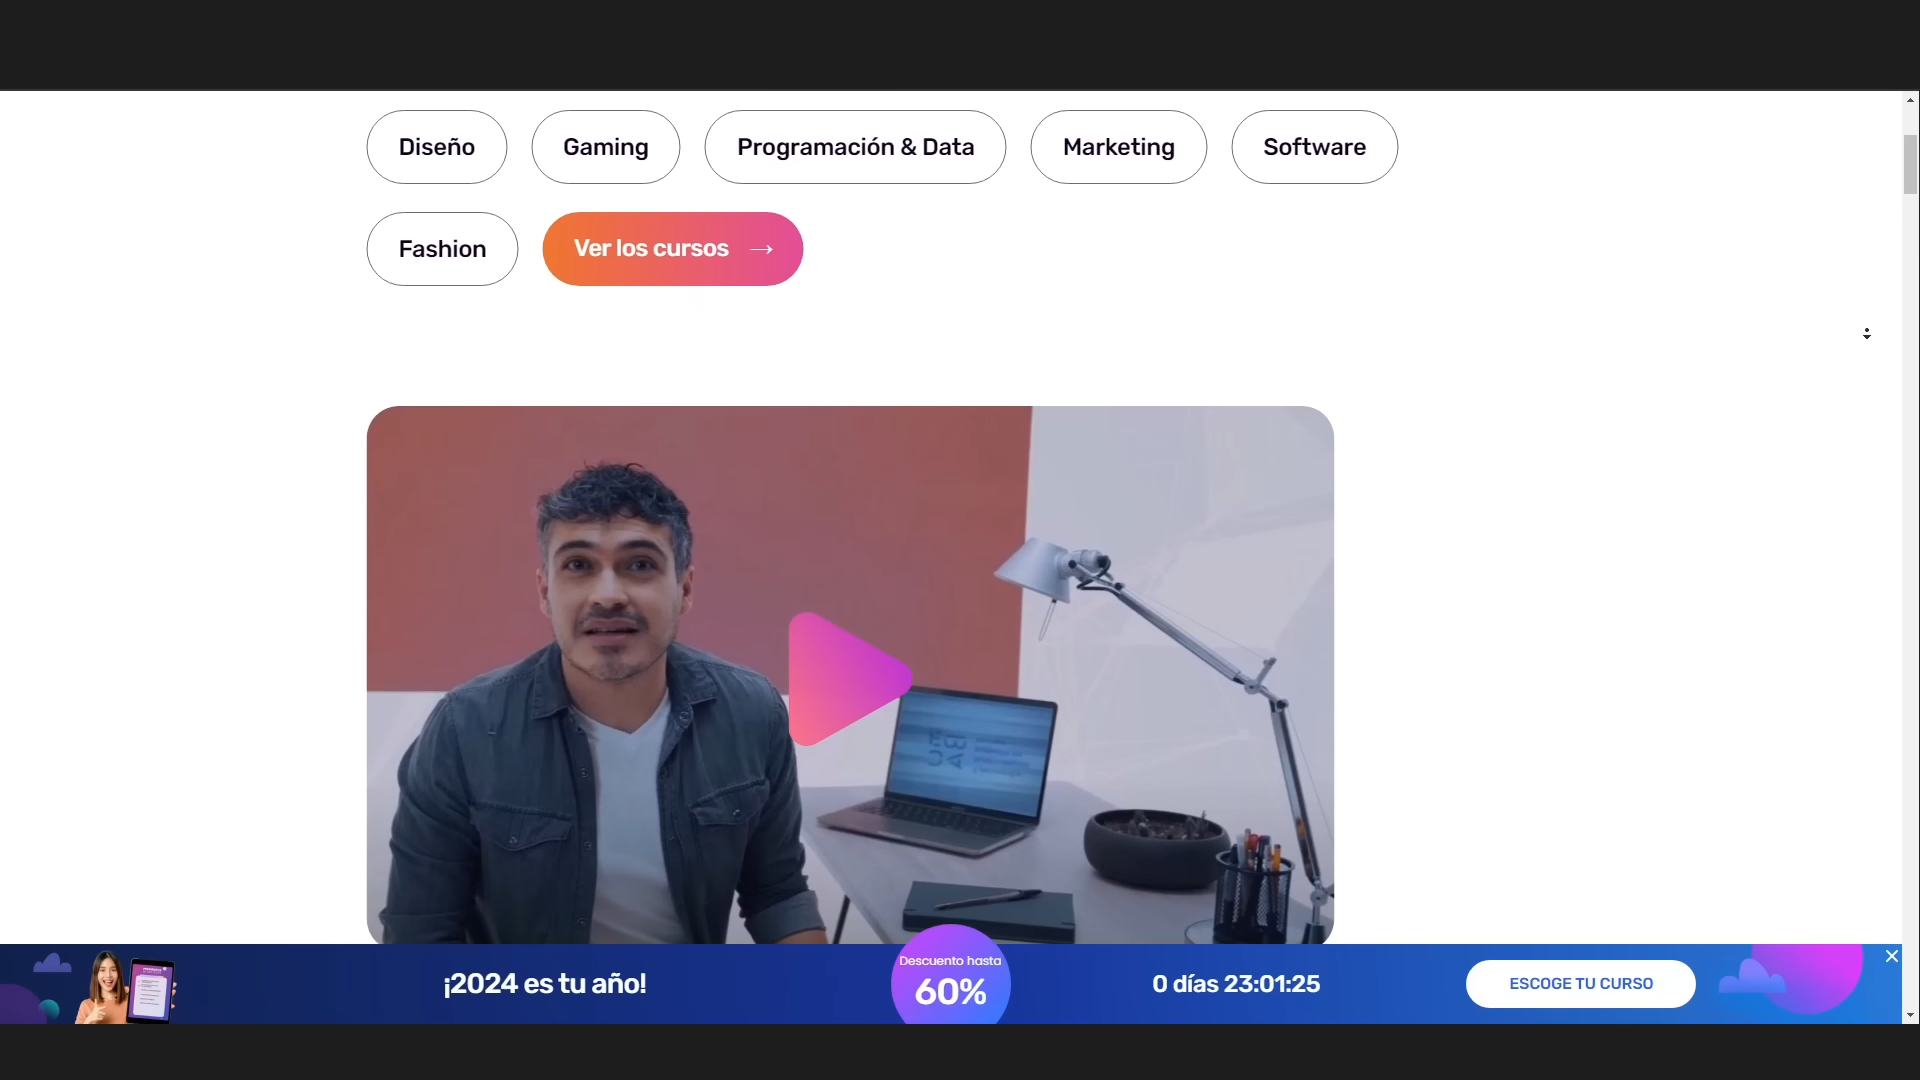 Diseño
Gaming
Programación & Data
Marketing
Software
Fashion
Ver los cursos →
¡2024 es tu año!
Descuento hasta
60%
0 días 23:01:25
ESCOGE TU CURSO